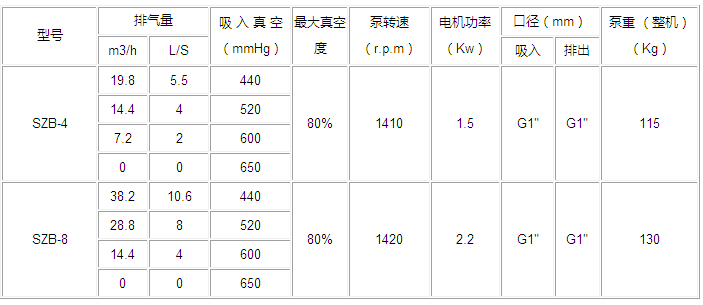 型号 排气量 吸 入 真 空 (mmHg) 最大真空度 泵转速 (r.p.m) 电机功率 (Kw) 口径(mm) 泵重 (整机) (Kg)
m3/h L/S 吸入 排出
SZB-4 19.8 5.5 440 80% 1410 1.5 G1" G1" 115
14.4 4 520
7.2 2 600
0 0 650
SZB-8 38.2 10.6 440 80% 1420 2.2 G1" G1" 130
28.8 8 520
14.4 4 600
0 0 650